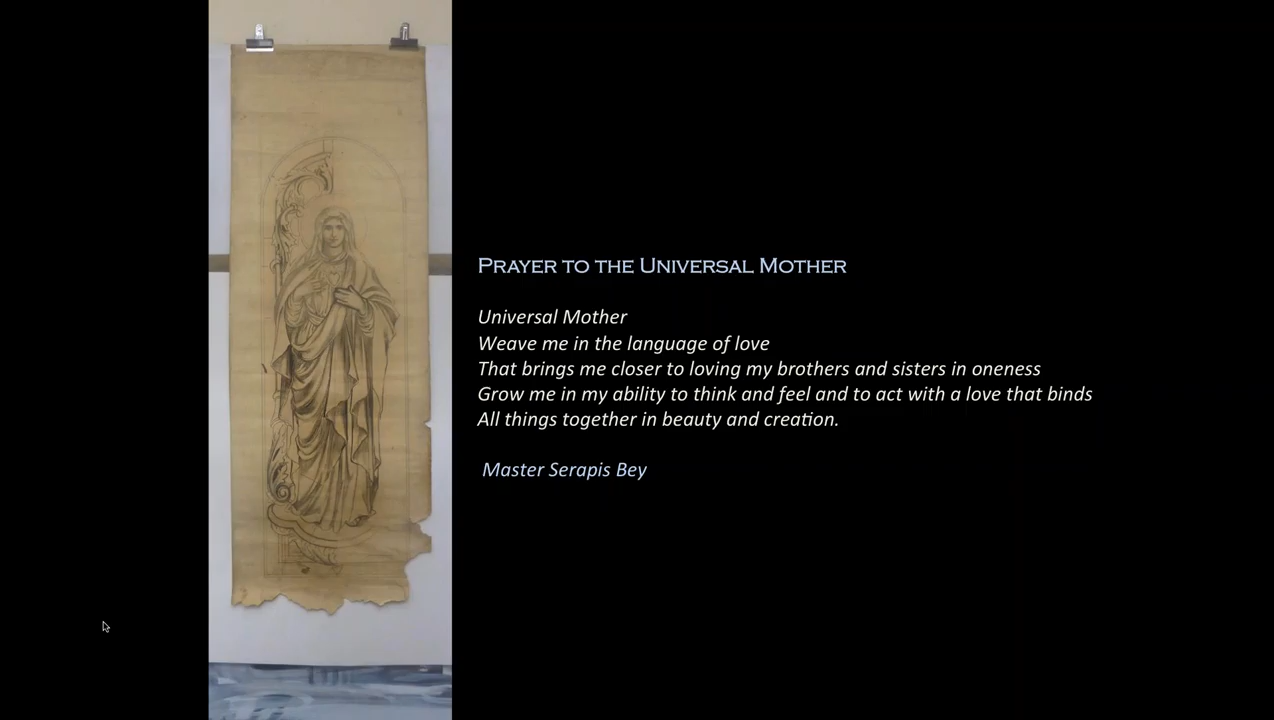 Prayer to the Universal Mother
Universal Mother
Weave me in the language of love
That brings me closer to loving my brothers and sisters in oneness
Grow me in my ability to think and feel and to act with a love that binds
All things together in beauty and creation.
Master Serapis Bey